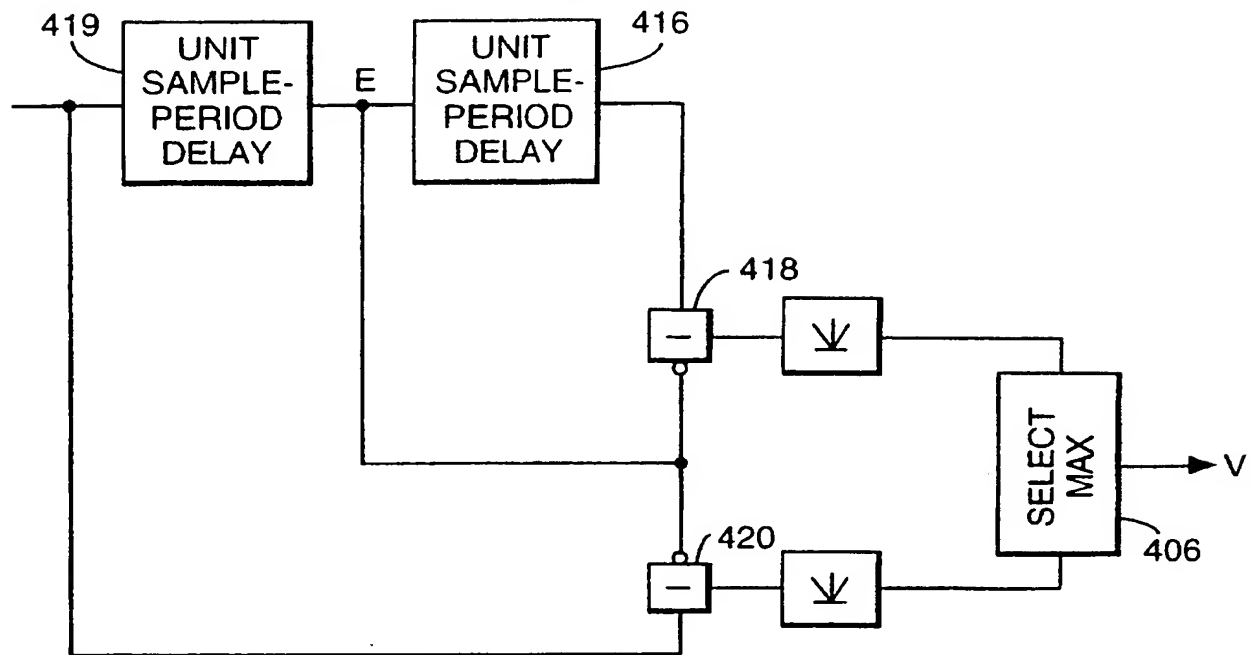 419
UNIT
SAMPLE-
PERIOD
DELAY
E
UNIT
SAMPLE-
PERIOD
DELAY
416
418
SELECT
MAX
V
406
420